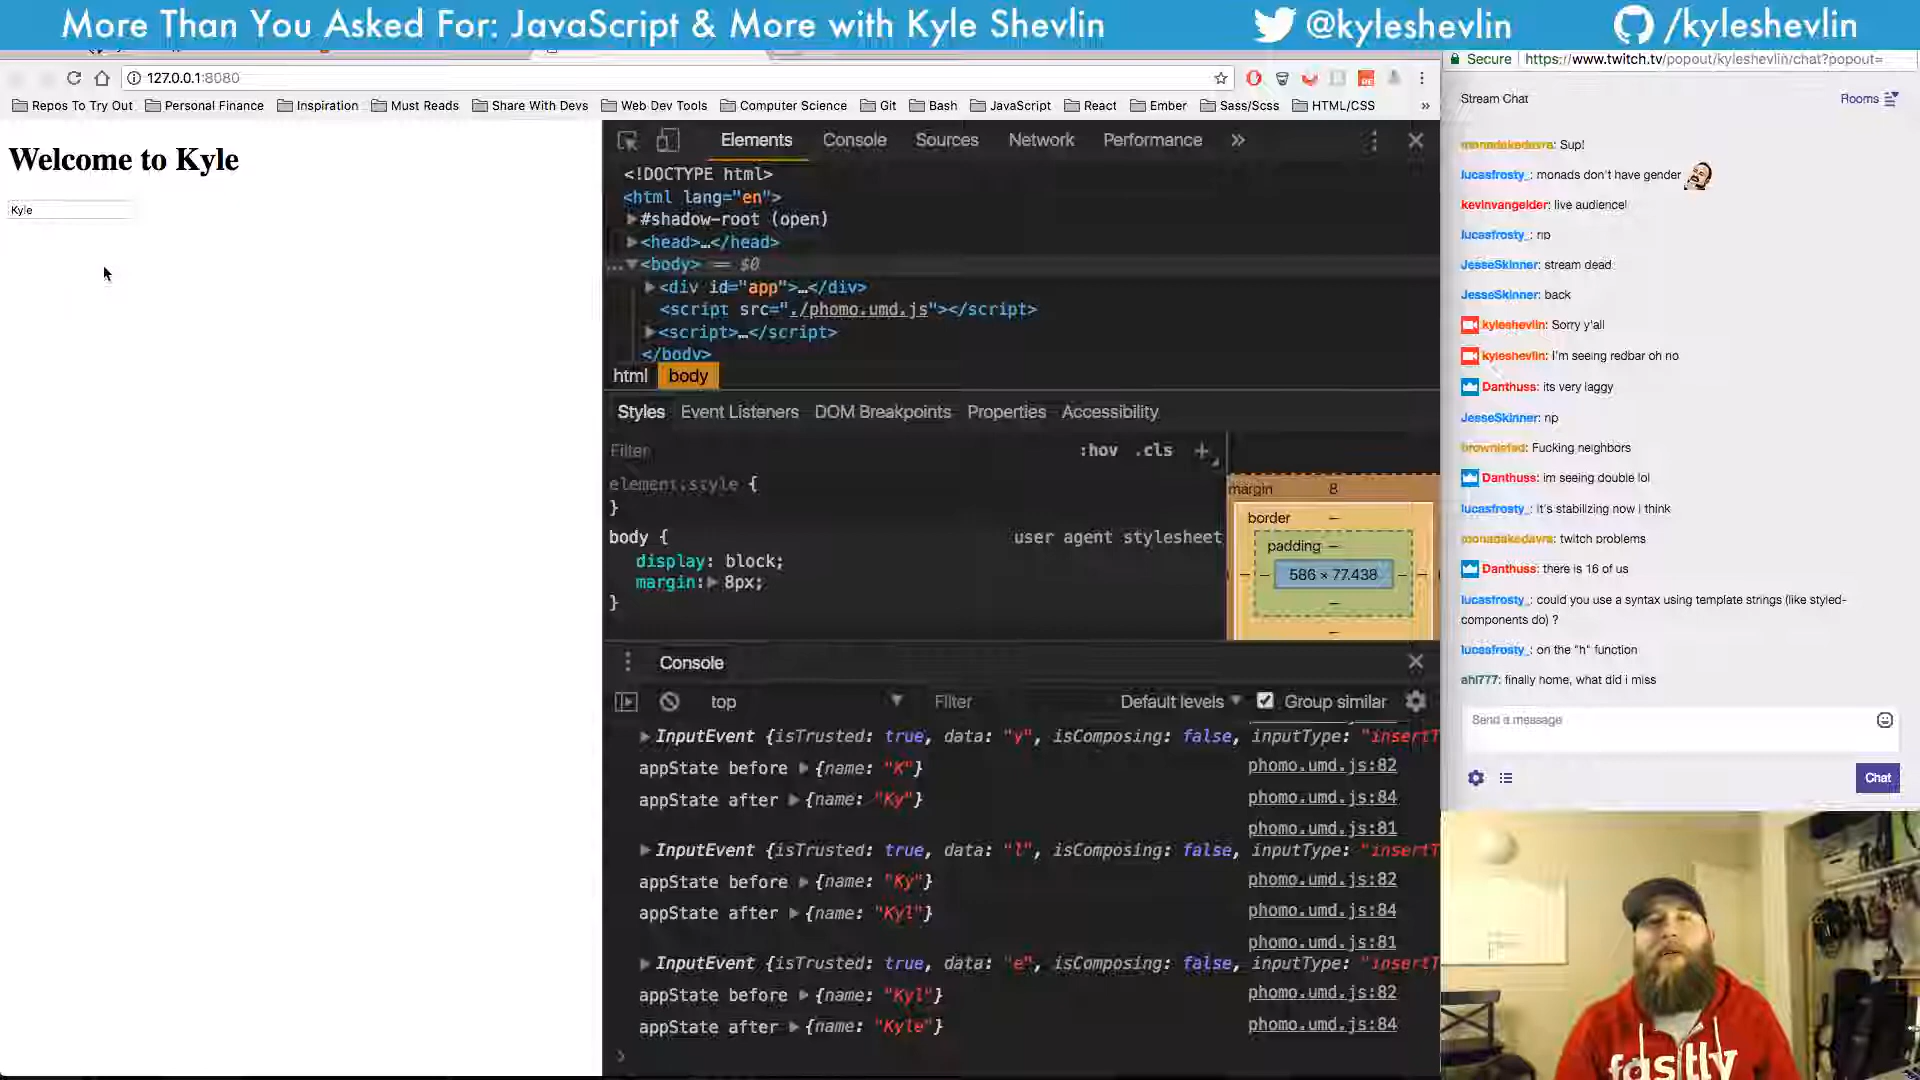 More Than You Asked For: JavaScript & More with Kyle Shevlin
@kyleshevlin
/kyleshevlin
127.0.0.1:8080
Repos To Try Out
Personal Finance
Inspiration
Must Reads
Share With Devs
Web Dev Tools
Computer Science
Git
Bash
JavaScript
React
Ember
Sass/Scss
HTML/CSS
»
Welcome to Kyle
Kyle
Elements Console Sources Network Performance »
<!DOCTYPE html>
<html lang="en">
#shadow-root (open)
<head>…</head>
…<body> == $0
<div id="app">…</div>
<script src="./phomo.umd.js"></script>
<script>…</script>
</body>
html body
Styles Event Listeners DOM Breakpoints Properties Accessibility
Filter
:hov .cls +
element.style {
}
body {
user agent stylesheet
display: block;
margin: 8px;
}
margin 8
border –
padding –
586 × 77.438
Console
top
Filter
Default levels
Group similar
InputEvent {isTrusted: true, data: "y", isComposing: false, inputType: "insertT
appState before {name: "K"} phomo.umd.js:82
appState after {name: "Ky"} phomo.umd.js:84
phomo.umd.js:81
InputEvent {isTrusted: true, data: "l", isComposing: false, inputType: "insertT
appState before {name: "Ky"} phomo.umd.js:82
appState after {name: "Kyl"} phomo.umd.js:84
phomo.umd.js:81
InputEvent {isTrusted: true, data: "e", isComposing: false, inputType: "insertT
appState before {name: "Kyl"} phomo.umd.js:82
appState after {name: "Kyle"} phomo.umd.js:84
Secure https://www.twitch.tv/popout/kyleshevlin/chat?popout=
Stream Chat
Rooms
monadakedavra: Sup!
lucasfrosty_: monads don't have gender
kevinvangelder: live audience!
lucasfrosty_: np
JesseSkinner: stream dead
JesseSkinner: back
kyleshevlin: Sorry y'all
kyleshevlin: I'm seeing redbar oh no
Danthuss: its very laggy
JesseSkinner: np
browniefed: Fucking neighbors
Danthuss: im seeing double lol
lucasfrosty_: it's stabilizing now i think
monadakedavra: twitch problems
Danthuss: there is 16 of us
lucasfrosty_: could you use a syntax using template strings (like styled-
components do) ?
lucasfrosty_: on the "h" function
ahl777: finally home, what did i miss
Send a message
Chat
fastly